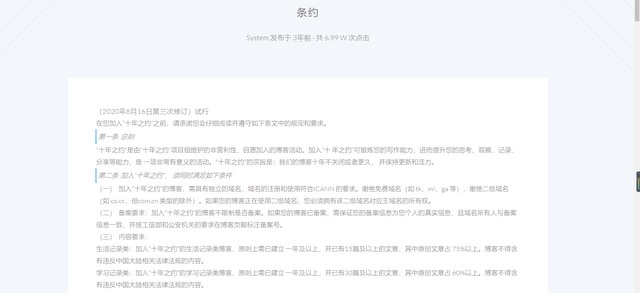 条约
System 发布于 3年前 - 共 6.99 W 次点击
（2020年8月16日第三次修订）试行
在您加入“十年之约”之前，请承诺您会仔细阅读并遵守如下条文中的规定和要求。
第一条 总则
“十年之约”是由“十年之约”项目组维护的非营利性、自愿加入的博客活动。加入“十年之约”可锻炼您的写作能力，进而提升您的思考、观察、记录、
分享等能力，是一项非常有意义的活动。“十年之约”的宗旨是：我们的博客十年不关闭或者更久，并保持更新和活力。
第二条 加入“十年之约”，须同时满足如下条件
（一） 加入“十年之约”的博客，需具有独立的域名，域名的注册和使用符合ICANN 的要求。谢绝免费域名（如 tk，ml，ga 等），谢绝二级域名
（如 co.cc，但com.cn 类型的除外）。如果您的博客正在使用二级域名，您必须拥有该二级域名对应主域名的所有权。
（二） 备案要求：加入“十年之约”的博客不限制是否备案。如果您的博客已备案，需保证您的备案信息为您个人的真实信息，且域名所有人与备案
信息一致，并按工信部和公安机关的要求在博客页脚标注备案号。
（三） 内容要求：
生活记录类：加入“十年之约”的生活记录类博客，原则上需已建立一年及以上，并已有15篇及以上的文章，其中原创文章占 75%以上。博客不得含
有违反中国大陆相关法律法规的内容。
学习记录类：加入“十年之约”的学习记录类博客，原则上需已建立一年及以上，并已有30篇及以上的文章，其中原创文章占 60%以上。博客不得含
有违反中国大陆相关法律法规的内容。